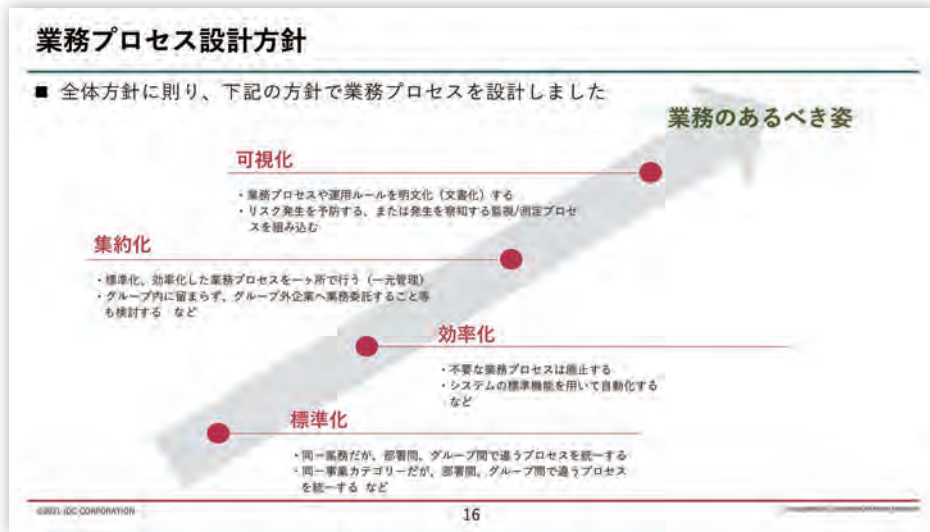 業務プロセス設計方針
■ 全体方針に則り、下記の方針で業務プロセスを設計しました
業務のあるべき姿
可視化
・業務プロセスや運用ルールを明文化（文書化）する
・リスク発生を予防する、または発生を察知する監視/測定プロセ
スを組み込む
集約化
・標準化、効率化した業務プロセスを一ヶ所で行う（一元管理）
・グループ内に留まらず、グループ外企業へ業務委託すること等
も検討する など
効率化
・不要な業務プロセスは廃止する
・システムの標準機能を用いて自動化する
など
標準化
・同一業務だが、部署間、グループ間で違うプロセスを統一する
・同一事業カテゴリーだが、部署間、グループ間で違うプロセス
を統一する など
©2021 JDC CORPORATION
16